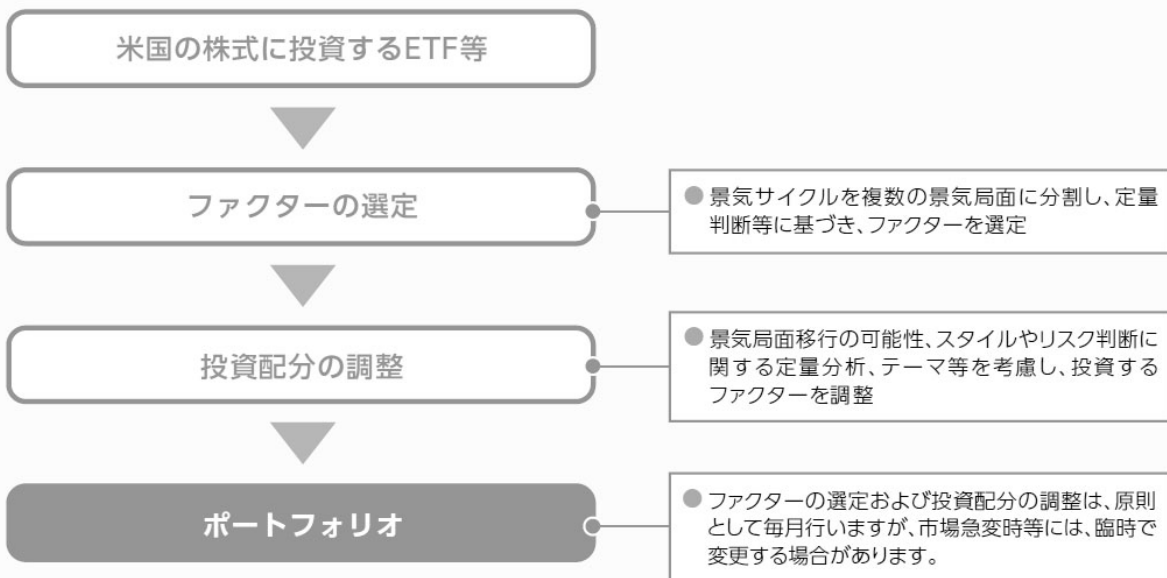 米国の株式に投資するETF等
ファクターの選定
●景気サイクルを複数の景気局面に分割し、定量
判断等に基づき、ファクターを選定
投資配分の調整
●景気局面移行の可能性、スタイルやリスク判断に
関する定量分析、テーマ等を考慮し、投資する
ファクターを調整
ポートフォリオ
●ファクターの選定および投資配分の調整は、原則
として毎月行いますが、市場急変時等には、臨時で
変更する場合があります。